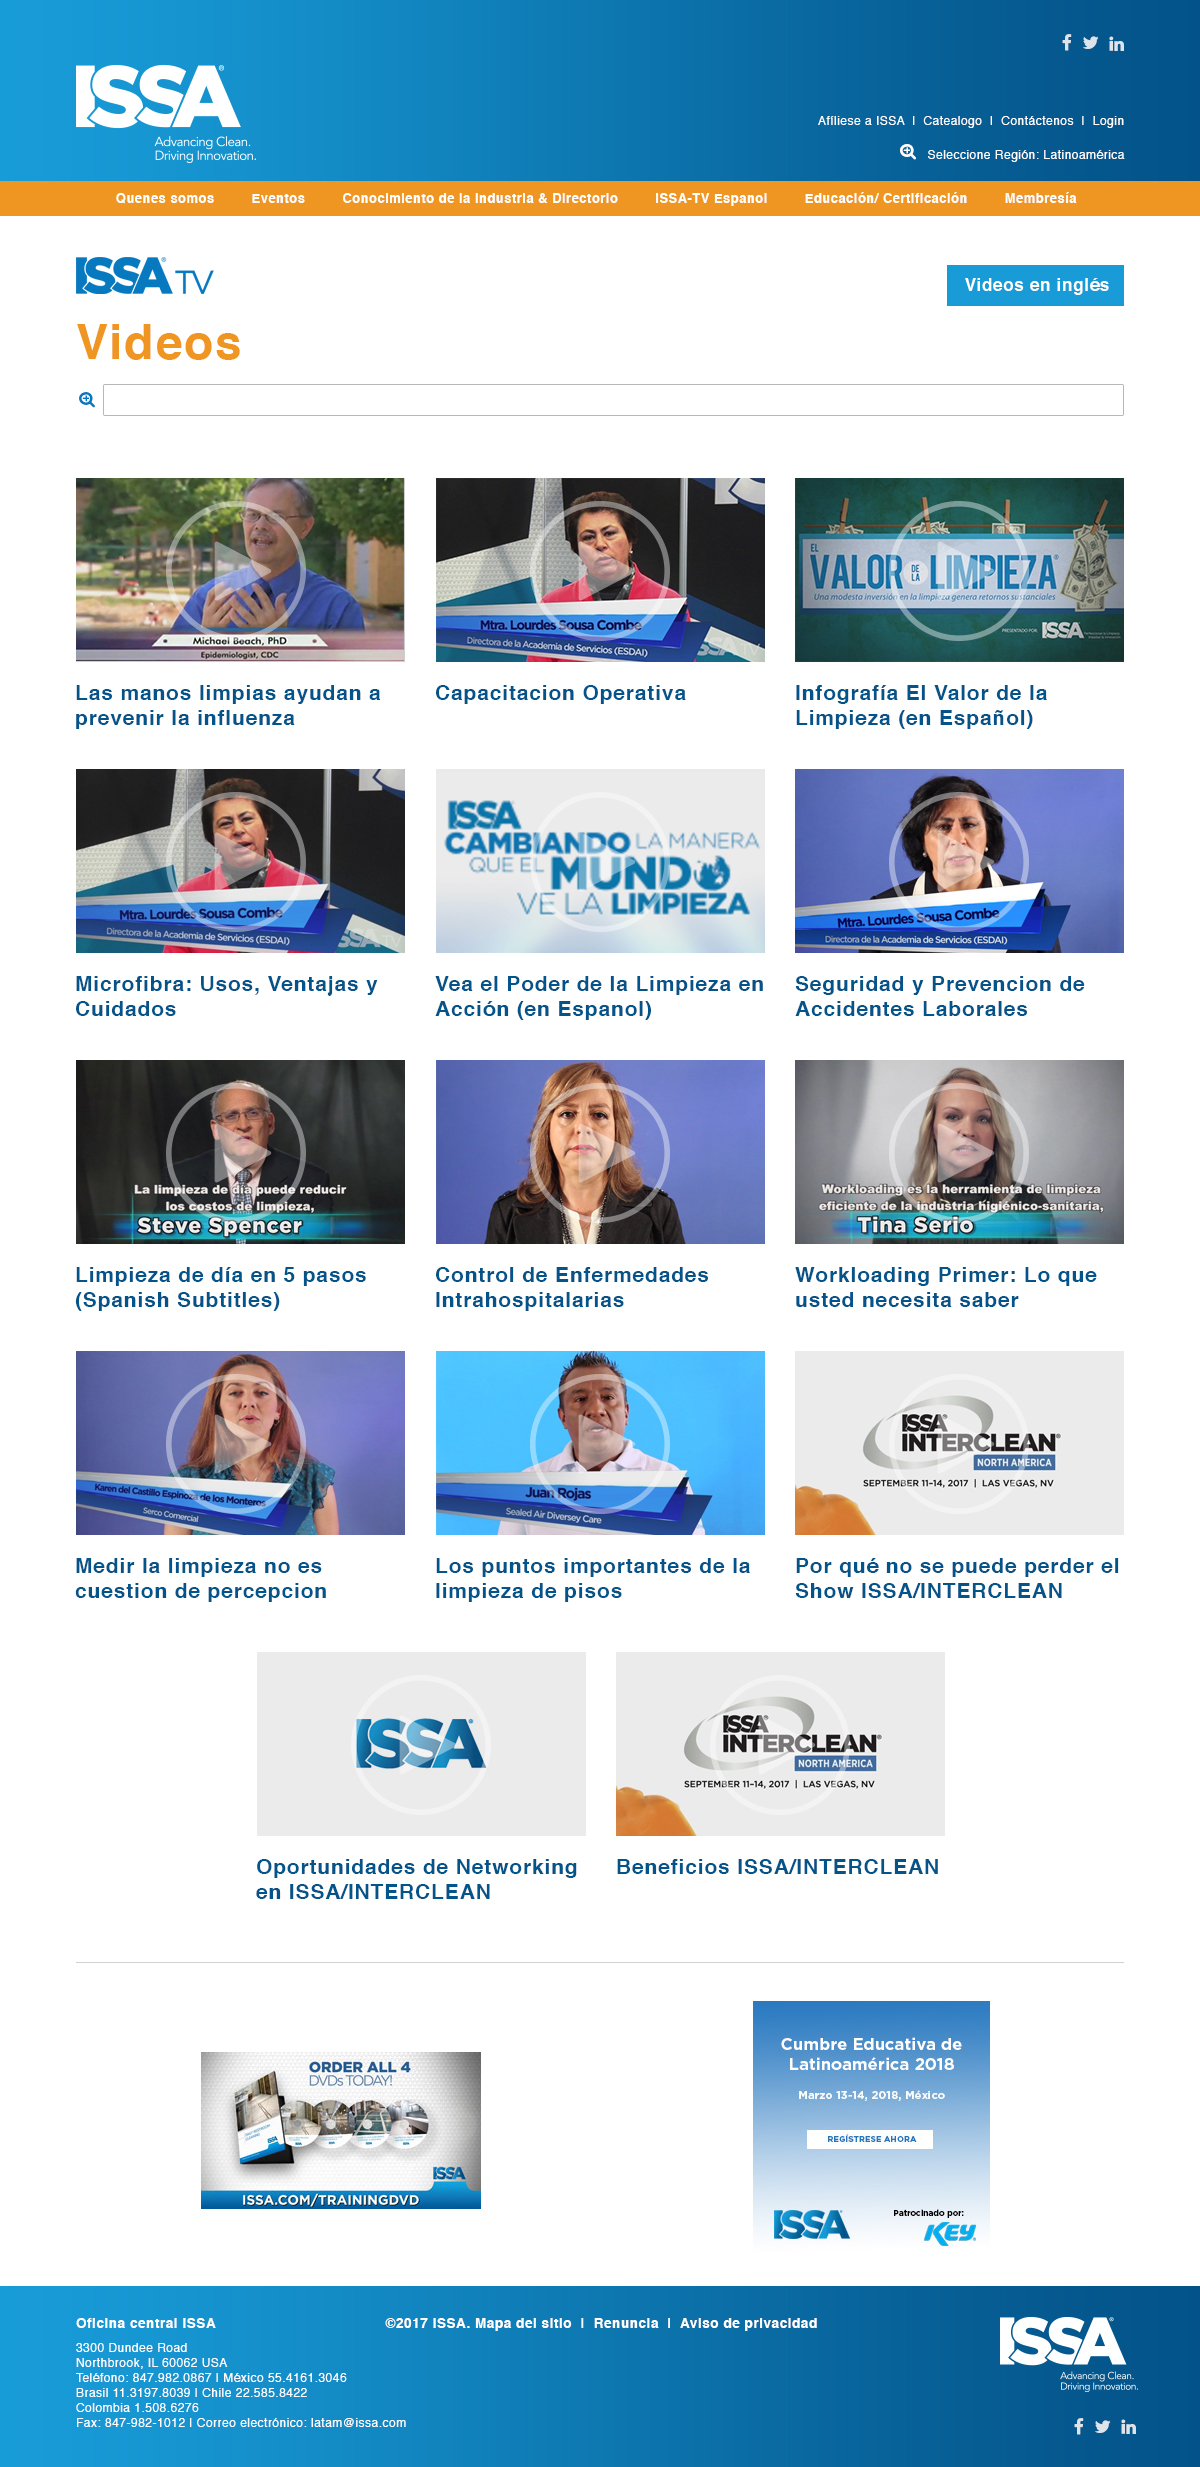 ISSA®
Advancing Clean.
Driving Innovation.
Afíliese a ISSA | Catealogo | Contáctenos | Login
Seleccione Región: Latinoamérica
Quenes somos Eventos Conocimiento de la industria & Directorio ISSA-TV Espanol Educación/ Certificación Membresía
ISSA® TV
Videos en inglés
Videos
Michael Beach, PhD
Epidemiologist, CDC
Mtra. Lourdes Sousa Combe
Directora de la Academia de Servicios (ESDAI)
ISSA TV
EL
VALOR DE LA LIMPIEZA®
Una modesta inversión en la limpieza genera retornos sustanciales
PRESENTADO POR ISSA
Las manos limpias ayudan a
prevenir la influenza
Capacitacion Operativa
Infografía El Valor de la
Limpieza (en Español)
Mtra. Lourdes Sousa Combe
Directora de la Academia de Servicios (ESDAI)
ISSA TV
ISSA
CAMBIANDO LA MANERA
QUE EL MUNDO
VE LA LIMPIEZA
Mtra. Lourdes Sousa Combe
Directora de la Academia de Servicios (ESDAI)
Microfibra: Usos, Ventajas y
Cuidados
Vea el Poder de la Limpieza en
Acción (en Espanol)
Seguridad y Prevencion de
Accidentes Laborales
La limpieza de día puede reducir
los costos de limpieza,
Steve Spencer
Workloading es la herramienta de limpieza
eficiente de la industria higiénico-sanitaria,
Tina Serio
Limpieza de día en 5 pasos
(Spanish Subtitles)
Control de Enfermedades
Intrahospitalarias
Workloading Primer: Lo que
usted necesita saber
Karen del Castillo Espinoza de los Monteros
Serco Comercial
Juan Rojas
Sealed Air Diversey Care
ISSA®
INTERCLEAN®
NORTH AMERICA
SEPTEMBER 11–14, 2017 | LAS VEGAS, NV
Medir la limpieza no es
cuestion de percepcion
Los puntos importantes de la
limpieza de pisos
Por qué no se puede perder el
Show ISSA/INTERCLEAN
ISSA®
ISSA®
INTERCLEAN®
NORTH AMERICA
SEPTEMBER 11–14, 2017 | LAS VEGAS, NV
Oportunidades de Networking
en ISSA/INTERCLEAN
Beneficios ISSA/INTERCLEAN
ORDER ALL 4
DVDs TODAY!
ISSA
ISSA.COM/TRAININGDVD
Cumbre Educativa de
Latinoamérica 2018
Marzo 13-14, 2018, México
REGÍSTRESE AHORA
ISSA®
Patrocinado por:
KEY
Oficina central ISSA
3300 Dundee Road
Northbrook, IL 60062 USA
Teléfono: 847.982.0867 | México 55.4161.3046
Brasil 11.3197.8039 | Chile 22.585.8422
Colombia 1.508.6276
Fax: 847-982-1012 | Correo electrónico: latam@issa.com
©2017 ISSA. Mapa del sitio | Renuncia | Aviso de privacidad
ISSA®
Advancing Clean.
Driving Innovation.